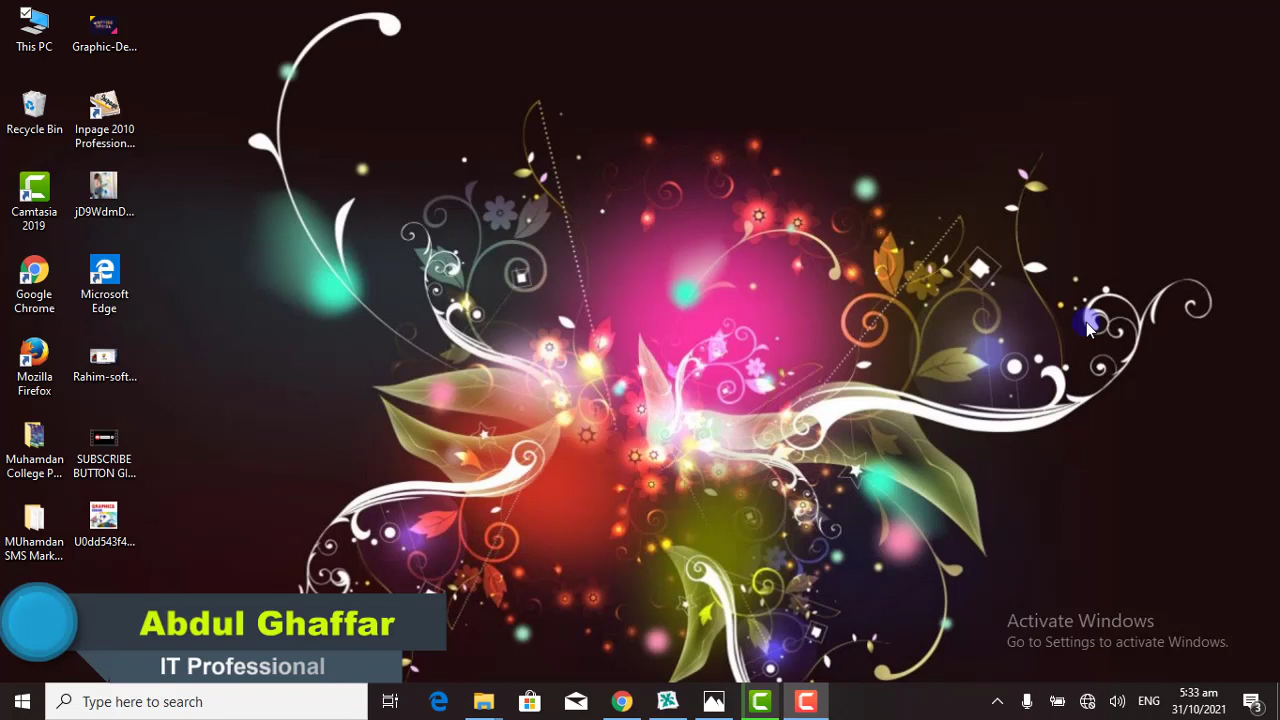 This PC
Graphic-De...
Recycle Bin
Inpage 2010
Profession...
Camtasia
2019
jD9WdmD...
Google
Chrome
Microsoft
Edge
Mozilla
Firefox
Rahim-soft...
Muhamdan
College P...
SUBSCRIBE
BUTTON GI...
MUhamdan
SMS Mark...
U0dd543f4...
Abdul Ghaffar
IT Professional
Activate Windows
Go to Settings to activate Windows.
Type here to search
ENG
5:33 am
31/10/2021
3